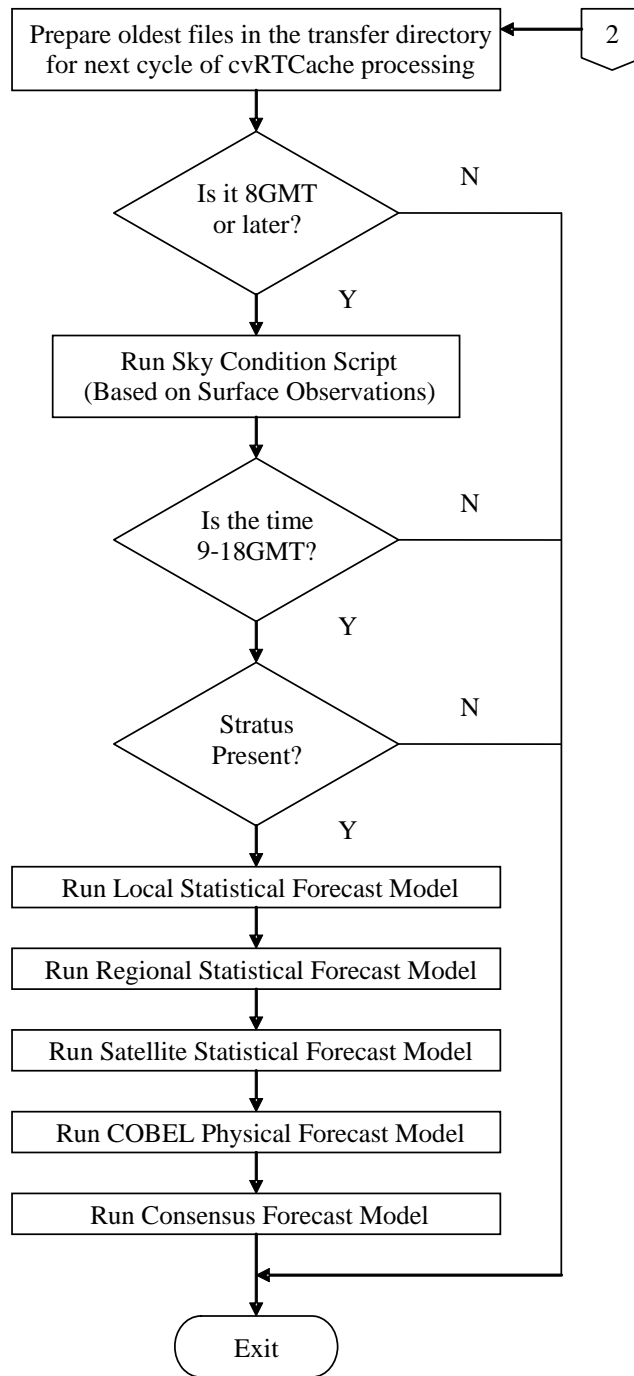 Prepare oldest files in the transfer directory
for next cycle of cvRTCache processing
2
Is it 8GMT
or later?
N
Y
Run Sky Condition Script
(Based on Surface Observations)
Is the time
9-18GMT?
N
Y
Stratus
Present?
N
Y
Run Local Statistical Forecast Model
Run Regional Statistical Forecast Model
Run Satellite Statistical Forecast Model
Run COBEL Physical Forecast Model
Run Consensus Forecast Model
Exit